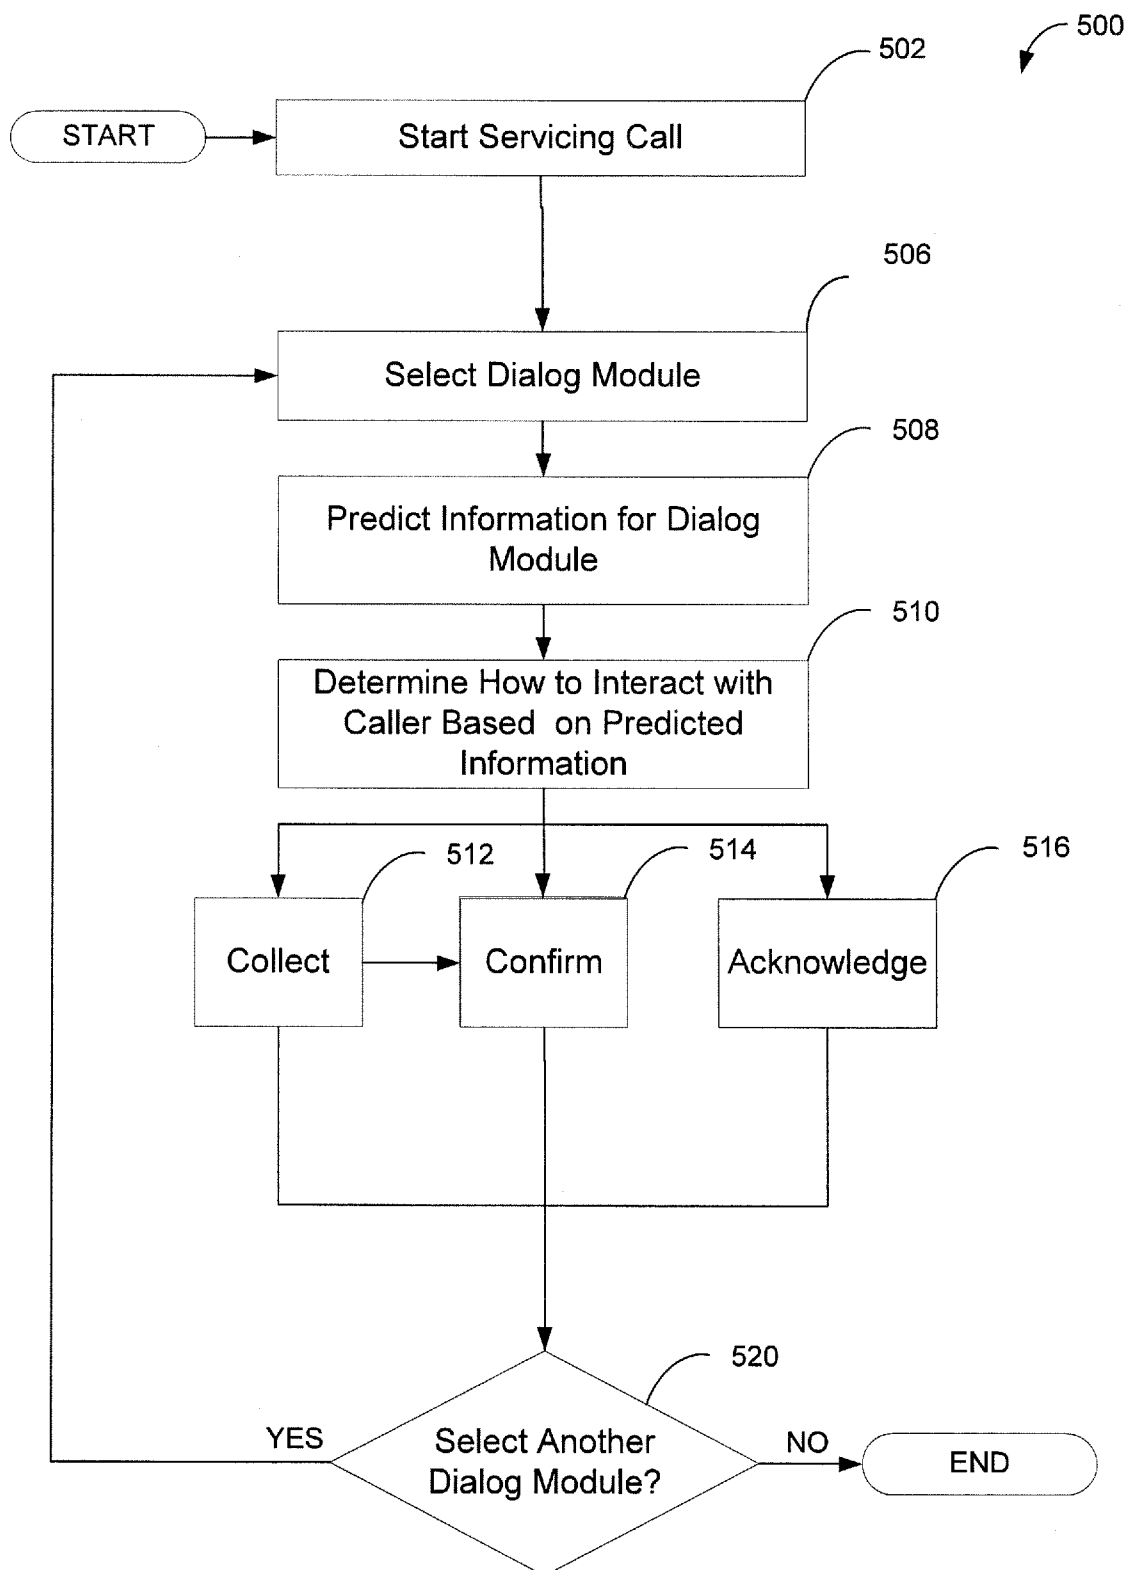 500
502
START
Start Servicing Call
506
Select Dialog Module
508
Predict Information for Dialog
Module
510
Determine How to Interact with
Caller Based on Predicted
Information
512
514
516
Collect
Confirm
Acknowledge
520
YES
Select Another
Dialog Module?
NO
END